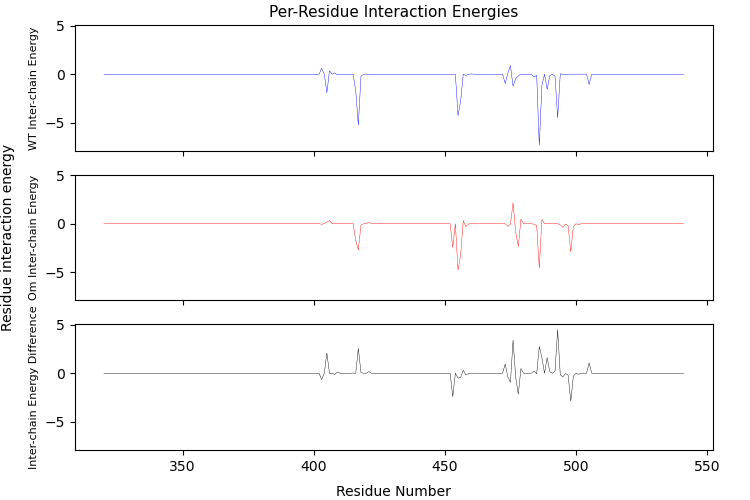 Per-Residue Interaction Energies
Residue interaction energy
WT Inter-chain Energy
5
0
−5
Om Inter-chain Energy
5
0
−5
Inter-chain Energy Difference
5
0
−5
350
400
450
500
550
Residue Number